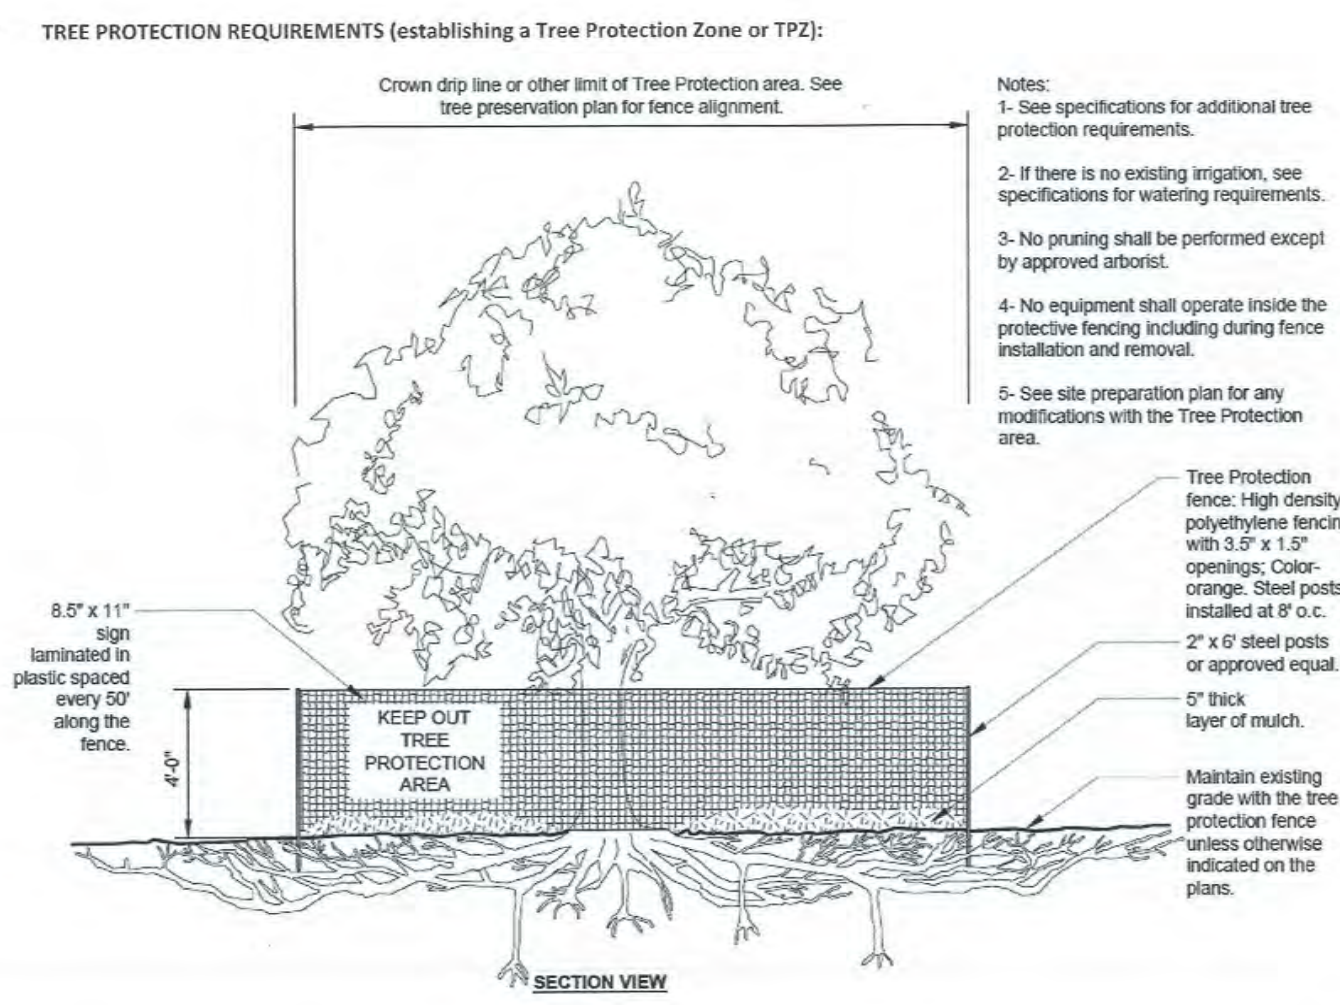 TREE PROTECTION REQUIREMENTS (establishing a Tree Protection Zone or TPZ):
Crown drip line or other limit of Tree Protection area. See
tree preservation plan for fence alignment.
Notes:
1- See specifications for additional tree
protection requirements.
2- If there is no existing irrigation, see
specifications for watering requirements.
3- No pruning shall be performed except
by approved arborist.
4- No equipment shall operate inside the
protective fencing including during fence
installation and removal.
5- See site preparation plan for any
modifications with the Tree Protection
area.
Tree Protection
fence: High density
polyethylene fencin
with 3.5" x 1.5"
openings; Color-
orange. Steel posts
installed at 8' o.c.
2" x 6' steel posts
or approved equal.
5" thick
layer of mulch.
Maintain existing
grade with the tree
protection fence
unless otherwise
indicated on the
plans.
8.5" x 11"
sign
laminated in
plastic spaced
every 50'
along the
fence.
4'-0"
KEEP OUT
TREE
PROTECTION
AREA
SECTION VIEW